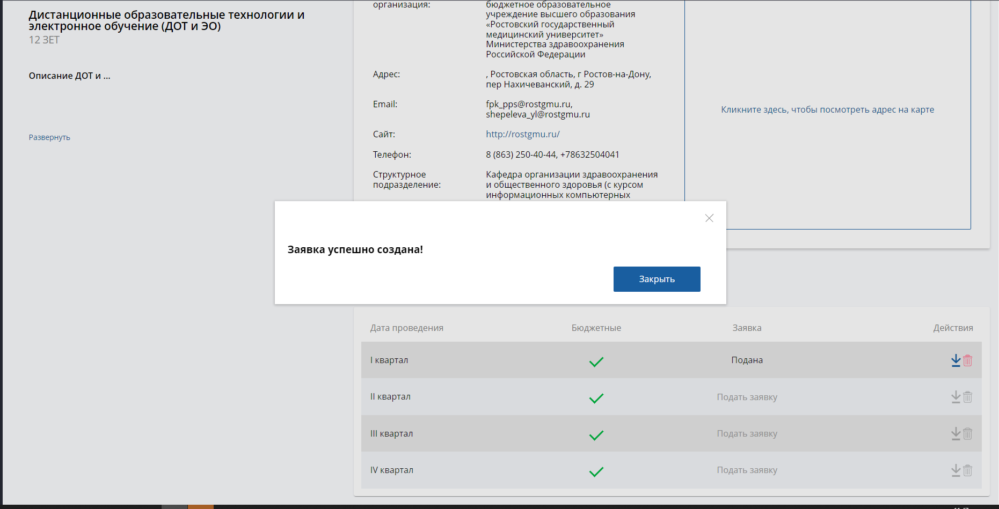 Дистанционные образовательные технологии и
электронное обучение (ДОТ и ЭО)
12 ЗЕТ
Описание ДОТ и ...
Развернуть
организация:
бюджетное образовательное
учреждение высшего образования
«Ростовский государственный
медицинский университет»
Министерства здравоохранения
Российской Федерации
Адрес:
, Ростовская область, г Ростов-на-Дону,
пер Нахичеванский, д. 29
Email:
fpk_pps@rostgmu.ru,
shepeleva_yl@rostgmu.ru
Сайт:
http://rostgmu.ru/
Телефон:
8 (863) 250-40-44, +78632504041
Структурное
подразделение:
Кафедра организации здравоохранения
и общественного здоровья (с курсом
информационных компьютерных
Кликните здесь, чтобы посмотреть адрес на карте
Заявка успешно создана!
Закрыть
Дата проведения Бюджетные Заявка Действия
I квартал Подана
II квартал Подать заявку
III квартал Подать заявку
IV квартал Подать заявку